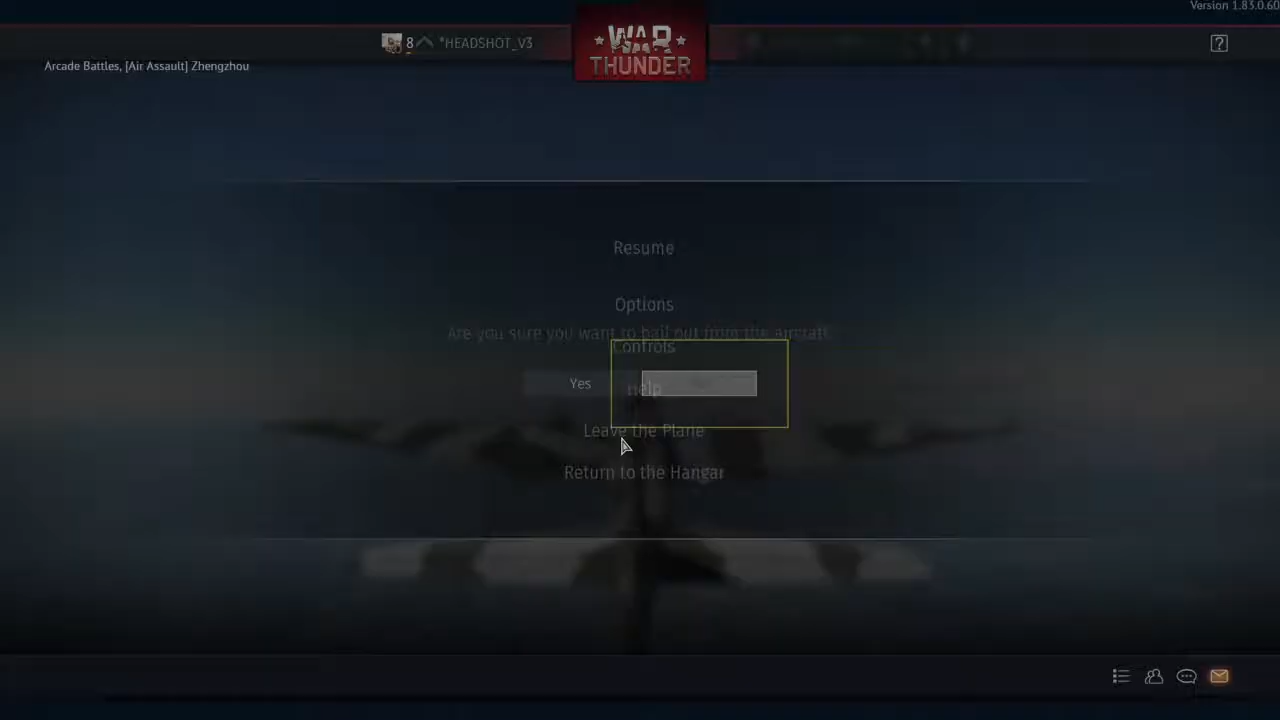 Version 1.83.0.60
8 *HEADSHOT_V3
WAR
THUNDER
Arcade Battles, [Air Assault] Zhengzhou
Resume
Options
Are you sure you want to bail out from the aircraft
Controls
Yes
Help
Leave the Plane
Return to the Hangar